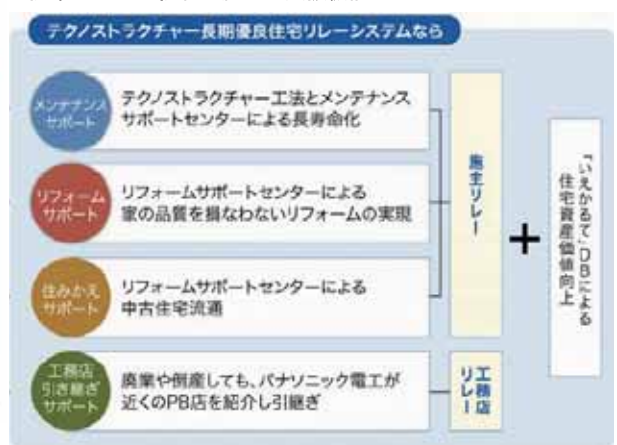 テクノストラクチャー長期優良住宅リレーシステムなら
メンテナンス
サポート
テクノストラクチャー工法とメンテナンス
サポートセンターによる長寿命化
リフォーム
サポート
リフォームサポートセンターによる
家の品質を損なわないリフォームの実現
住みかえ
サポート
リフォームサポートセンターによる
中古住宅流通
工務店
引き継ぎ
サポート
廃業や倒産しても、パナソニック電工が
近くのPB店を紹介し引継ぎ
施主リレー
工務店
リレー
+
「いえかるて」DBによる
住宅資産価値向上